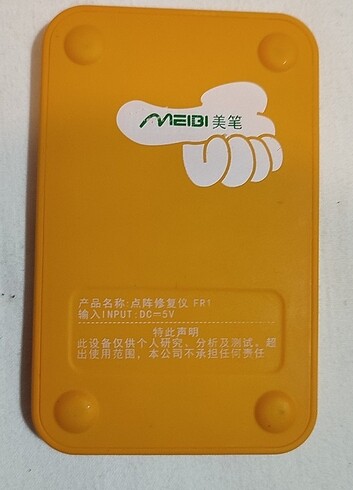 MEIBI 美笔
产品名称:点阵修复仪 FR1
输入INPUT:DC=5V
特此声明
此设备仅供个人研究、分析及测试，超
出使用范围，本公司不承担任何责任